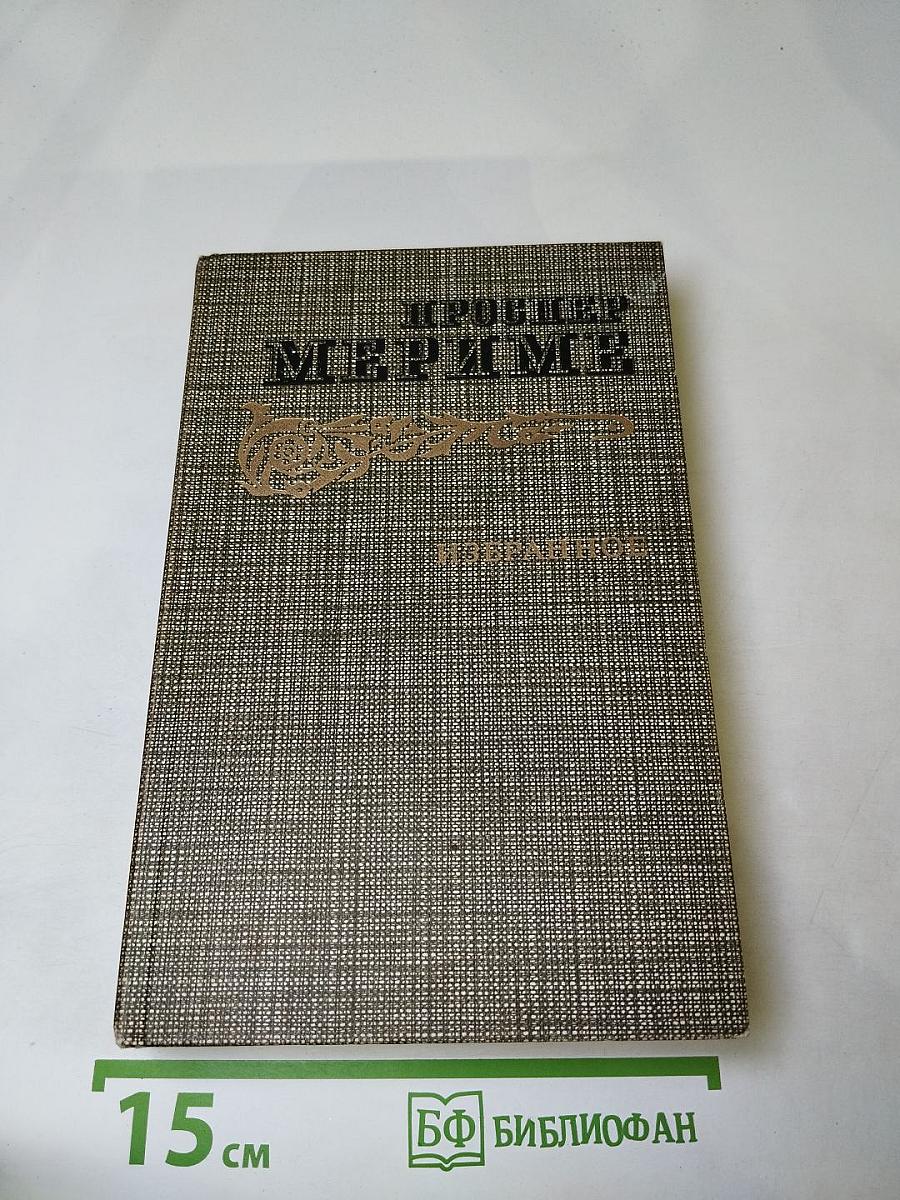 ПРОСПЕР
МЕРИМЕ
ИЗБРАННОЕ
15 см
БФ БИБЛИОФАН